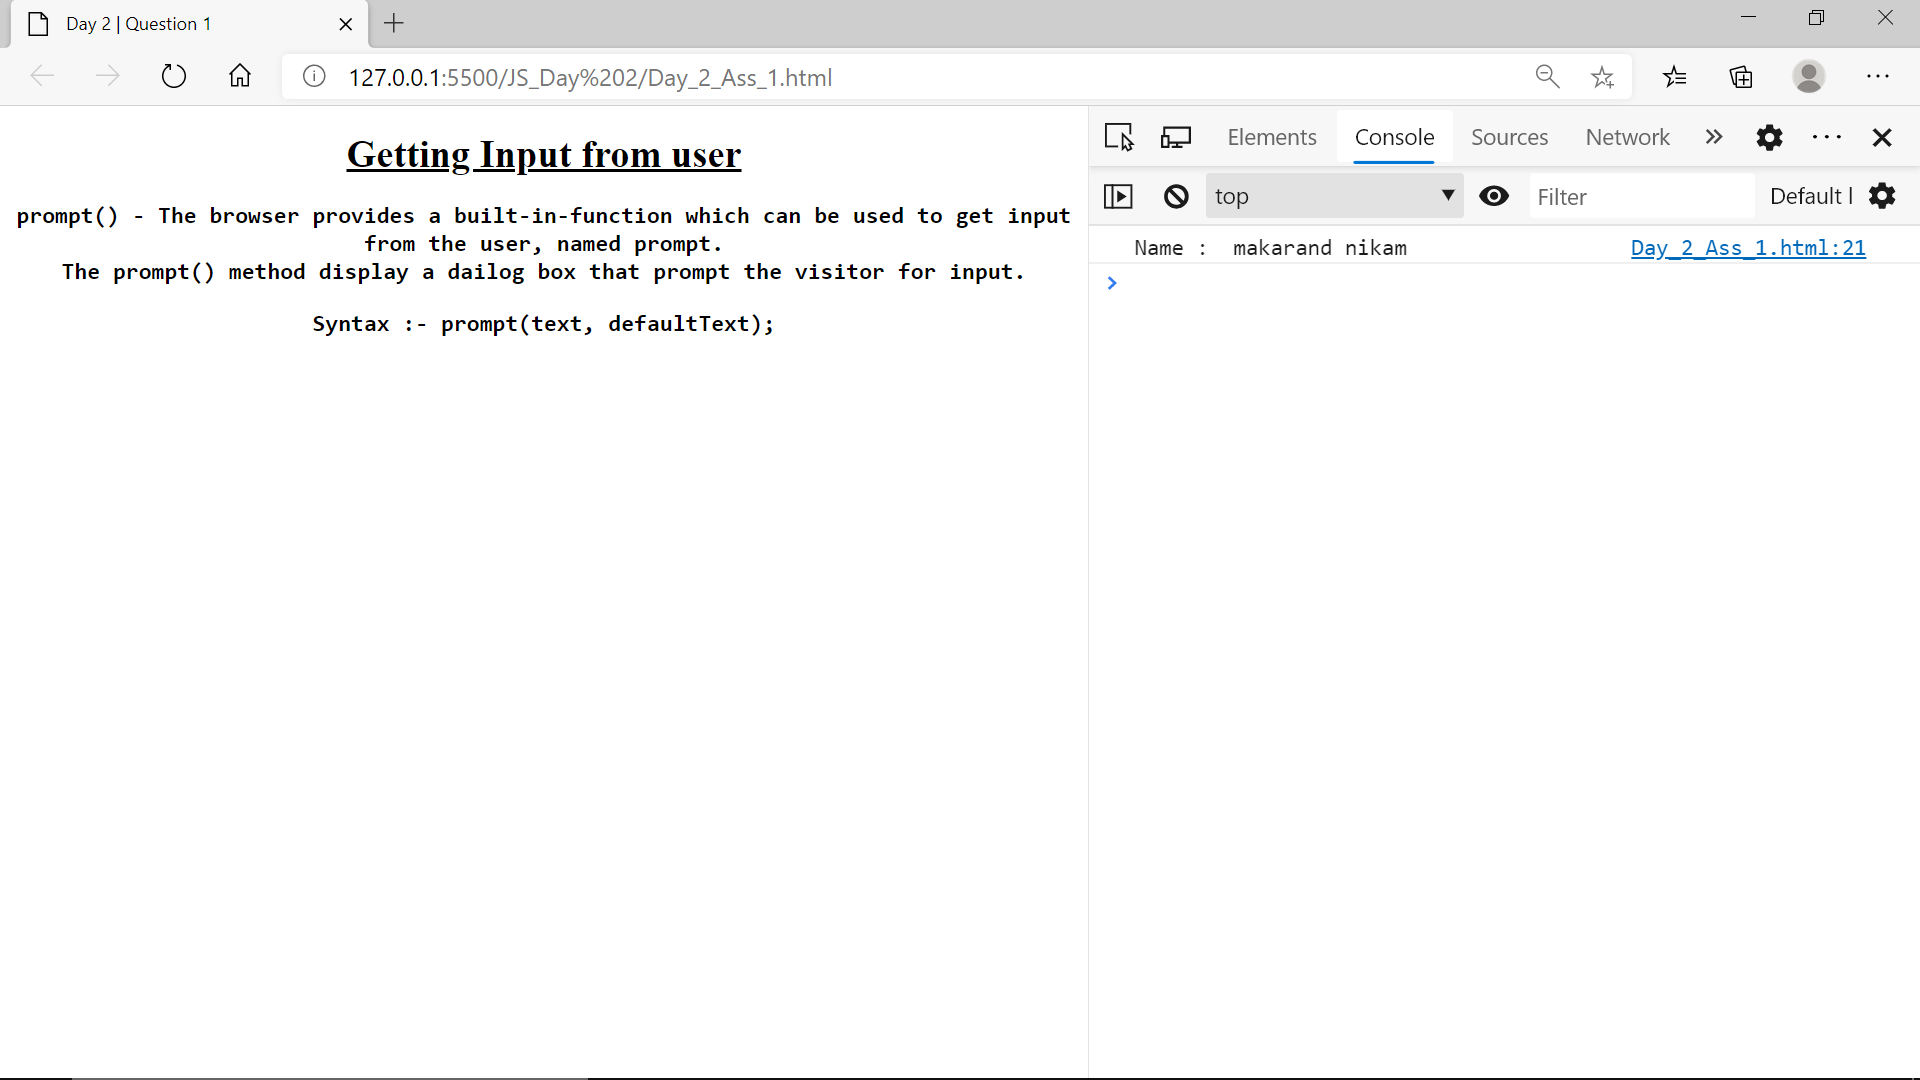 Day 2 | Question 1
127.0.0.1:5500/JS_Day%202/Day_2_Ass_1.html
Getting Input from user
prompt() - The browser provides a built-in-function which can be used to get input
from the user, named prompt.
The prompt() method display a dailog box that prompt the visitor for input.
Syntax :- prompt(text, defaultText);
Elements Console Sources Network
top Filter Default l
Name :  makarand nikam Day_2_Ass_1.html:21